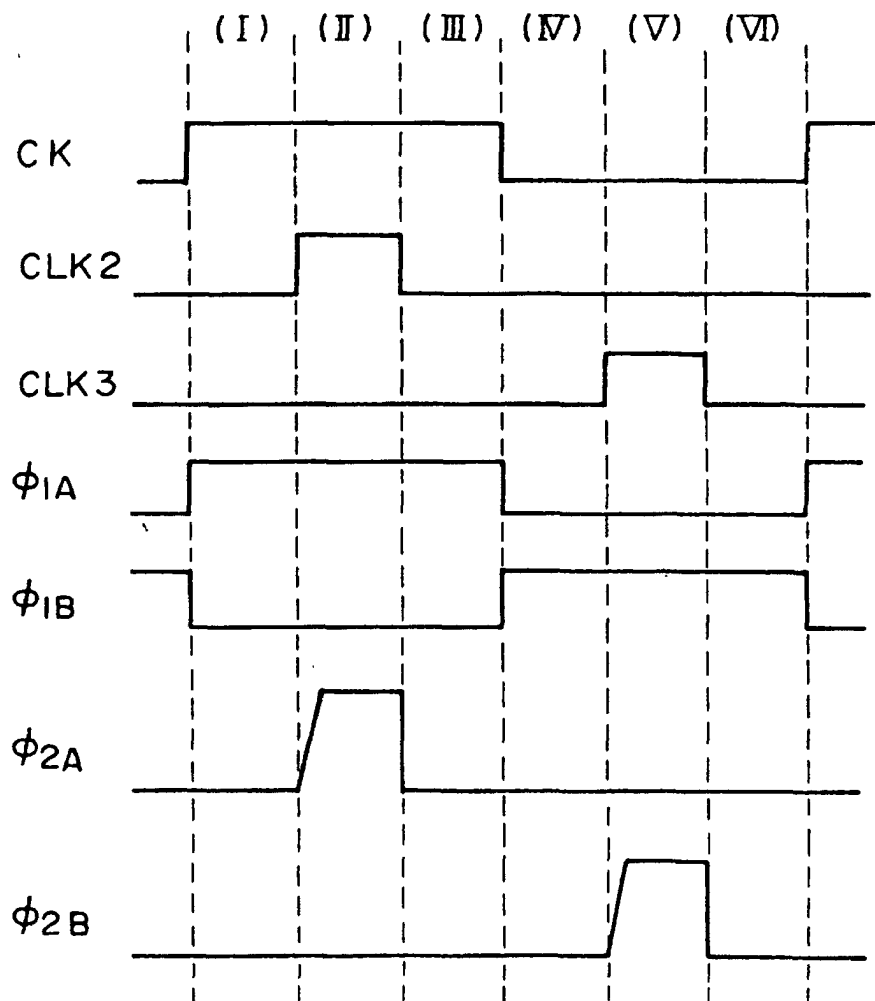 (I) (II) (III) (IV) (V) (VI)
CK
CLK2
CLK3
ϕ1A
ϕ1B
ϕ2A
ϕ2B